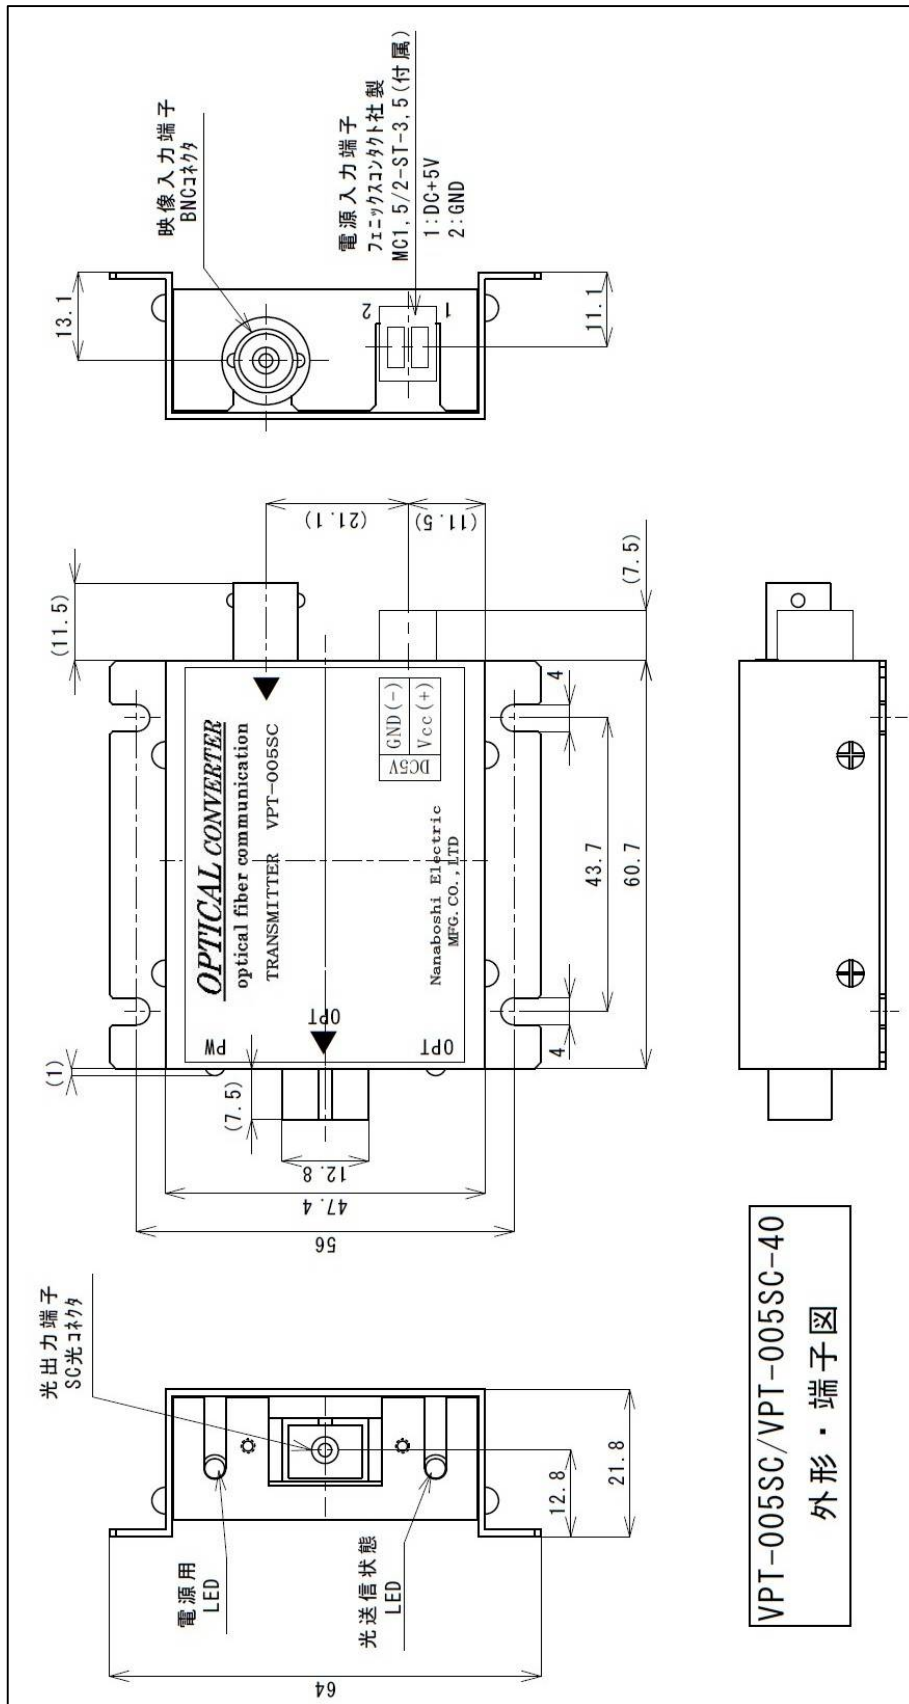 映像入力端子
BNCコネクタ
電源入力端子
フェニックスコンタクト社製
MC1,5/2-ST-3,5(付属)
1:DC+5V
2:GND
13.1
11.1
2
1
(11.5)
(21.1)
(11.5)
(7.5)
OPTICAL CONVERTER
optical fiber communication
TRANSMITTER VPT-005SC
DC5V
GND(-)
Vcc(+)
Nanaboshi Electric
MFG.CO.,LTD
PW
OPT
OPT
4
43.7
60.7
4
(1)
(7.5)
12.8
47.4
56
光出力端子
SC光コネクタ
電源用
LED
光送信状態
LED
12.8
21.8
64
VPT-005SC/VPT-005SC-40
外形・端子図